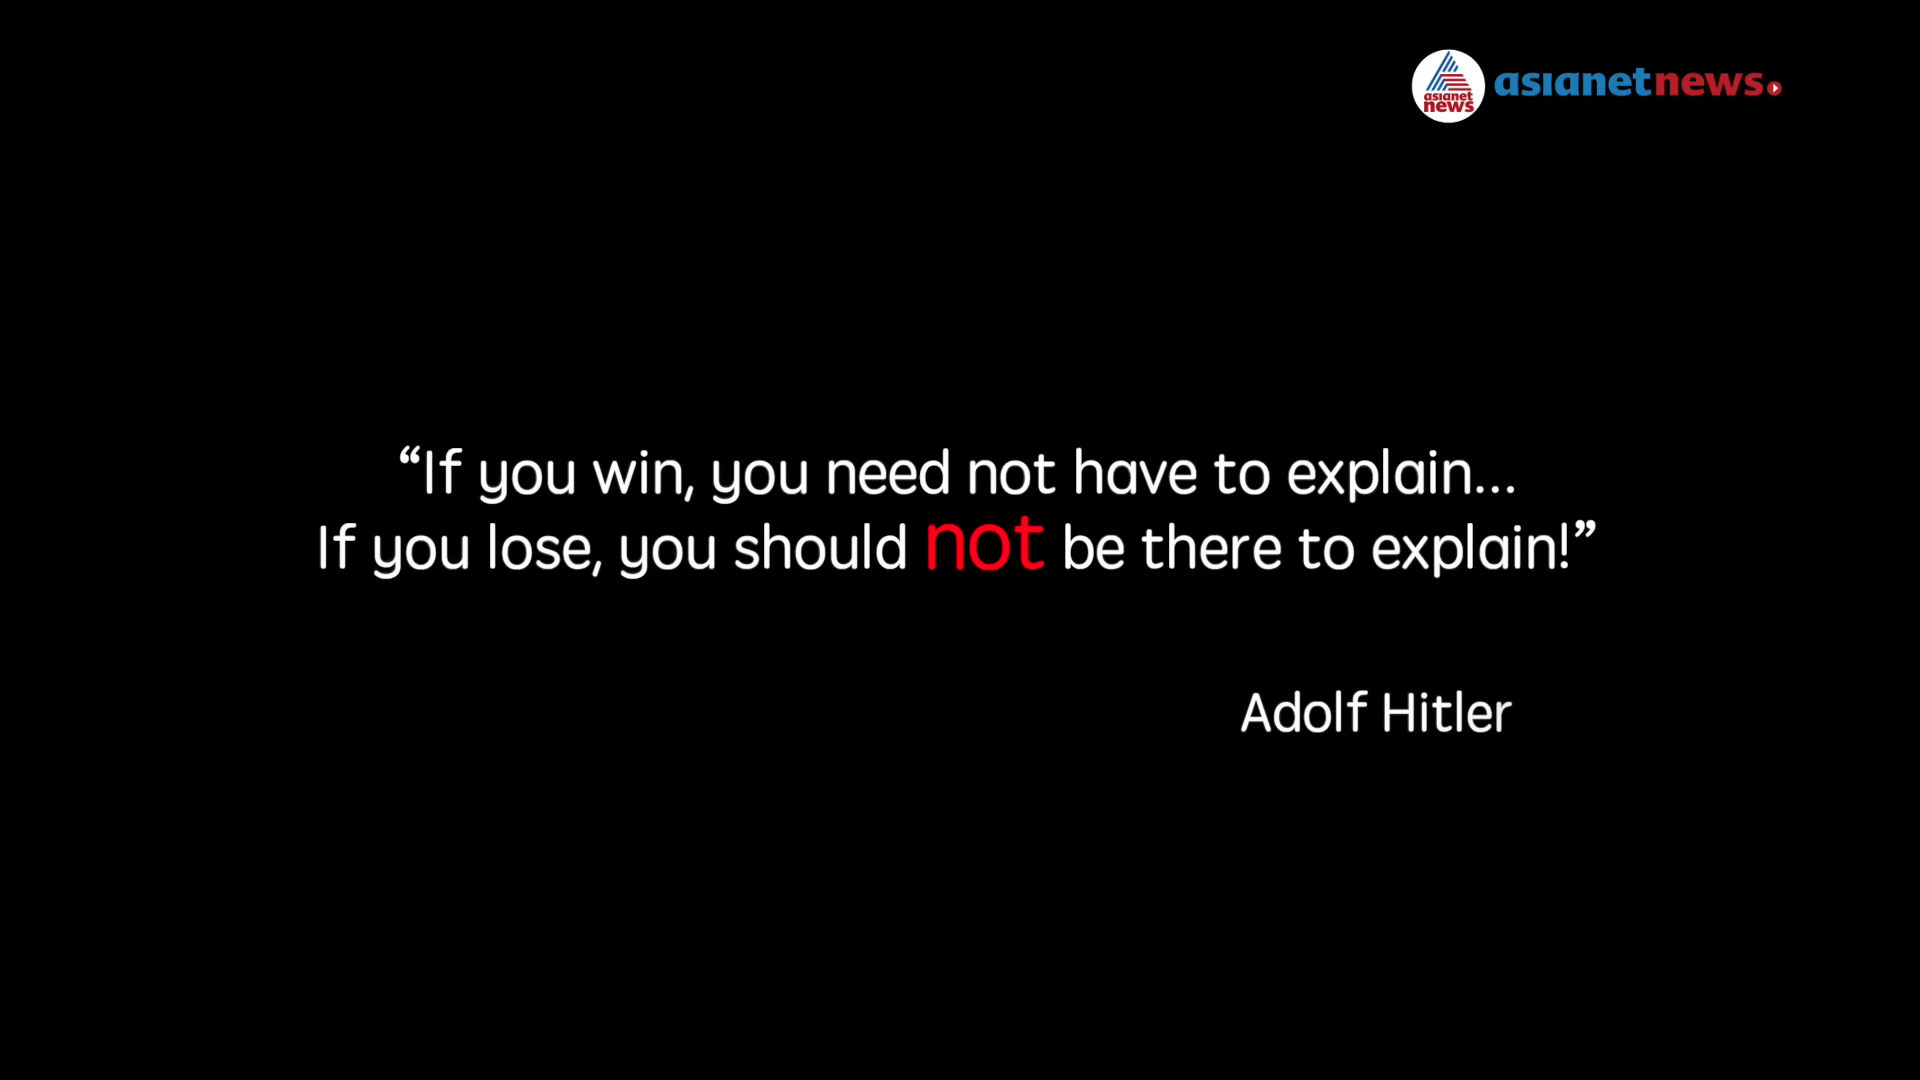 asianet
news
asianetnews
“If you win, you need not have to explain...
If you lose, you should not be there to explain!”
Adolf Hitler